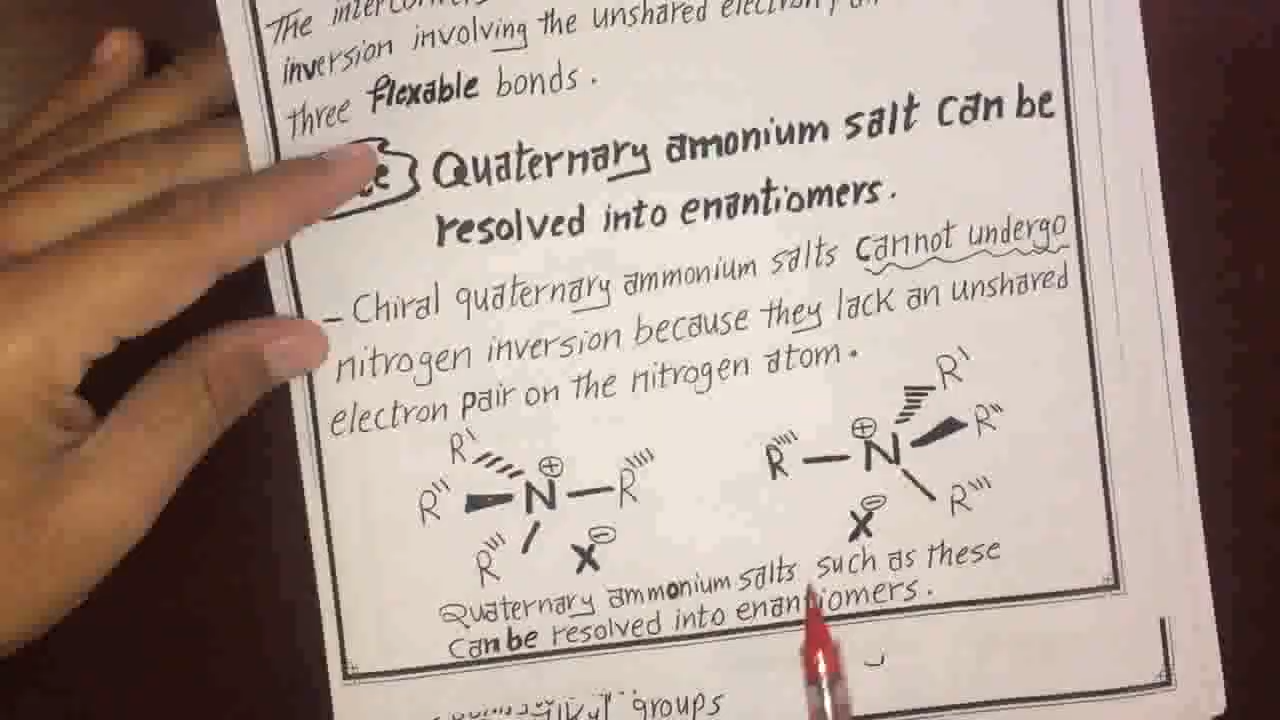 The
inversion involving the unshared electron
three flexable bonds.
Quaternary amonium salt can be
resolved into enantiomers.
- Chiral quaternary ammonium salts cannot undergo
nitrogen inversion because they lack an unshared
electron pair on the nitrogen atom.
R' R'' N ⊕ R'''' R''' X ⊖
R'''' N ⊕ R' R'' R''' X ⊖
Quaternary ammonium salts such as these
can be resolved into enantiomers.
groups